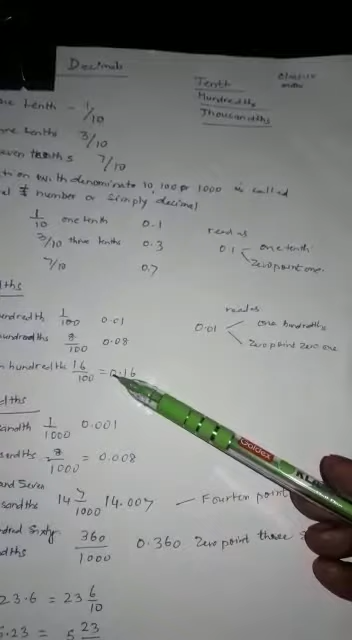 Decimals
Tenth
Hundredths
Thousandths
one tenth - 1/10
three tenths 3/10
seven tenths 7/10
with denominator 10, 100 or 1000 is called
number or simply decimal
1/10 one tenth 0.1
read as
3/10 three tenths 0.3
0.1 one tenth
zero point one
7/10 0.7
ths
hundredth 1/100 0.01
read as
0.01 one hundredths
zero point zero one
hundredths 8/100 0.08
hundredths 16/100 = 0.16
1/1000 0.001
8/1000 = 0.008
and seven
14 7/1000 14.007 - Fourteen point
sixty
360/1000 0.360 Zero point three
23.6 = 23 6/10
5.23 = 5 23
Goldex